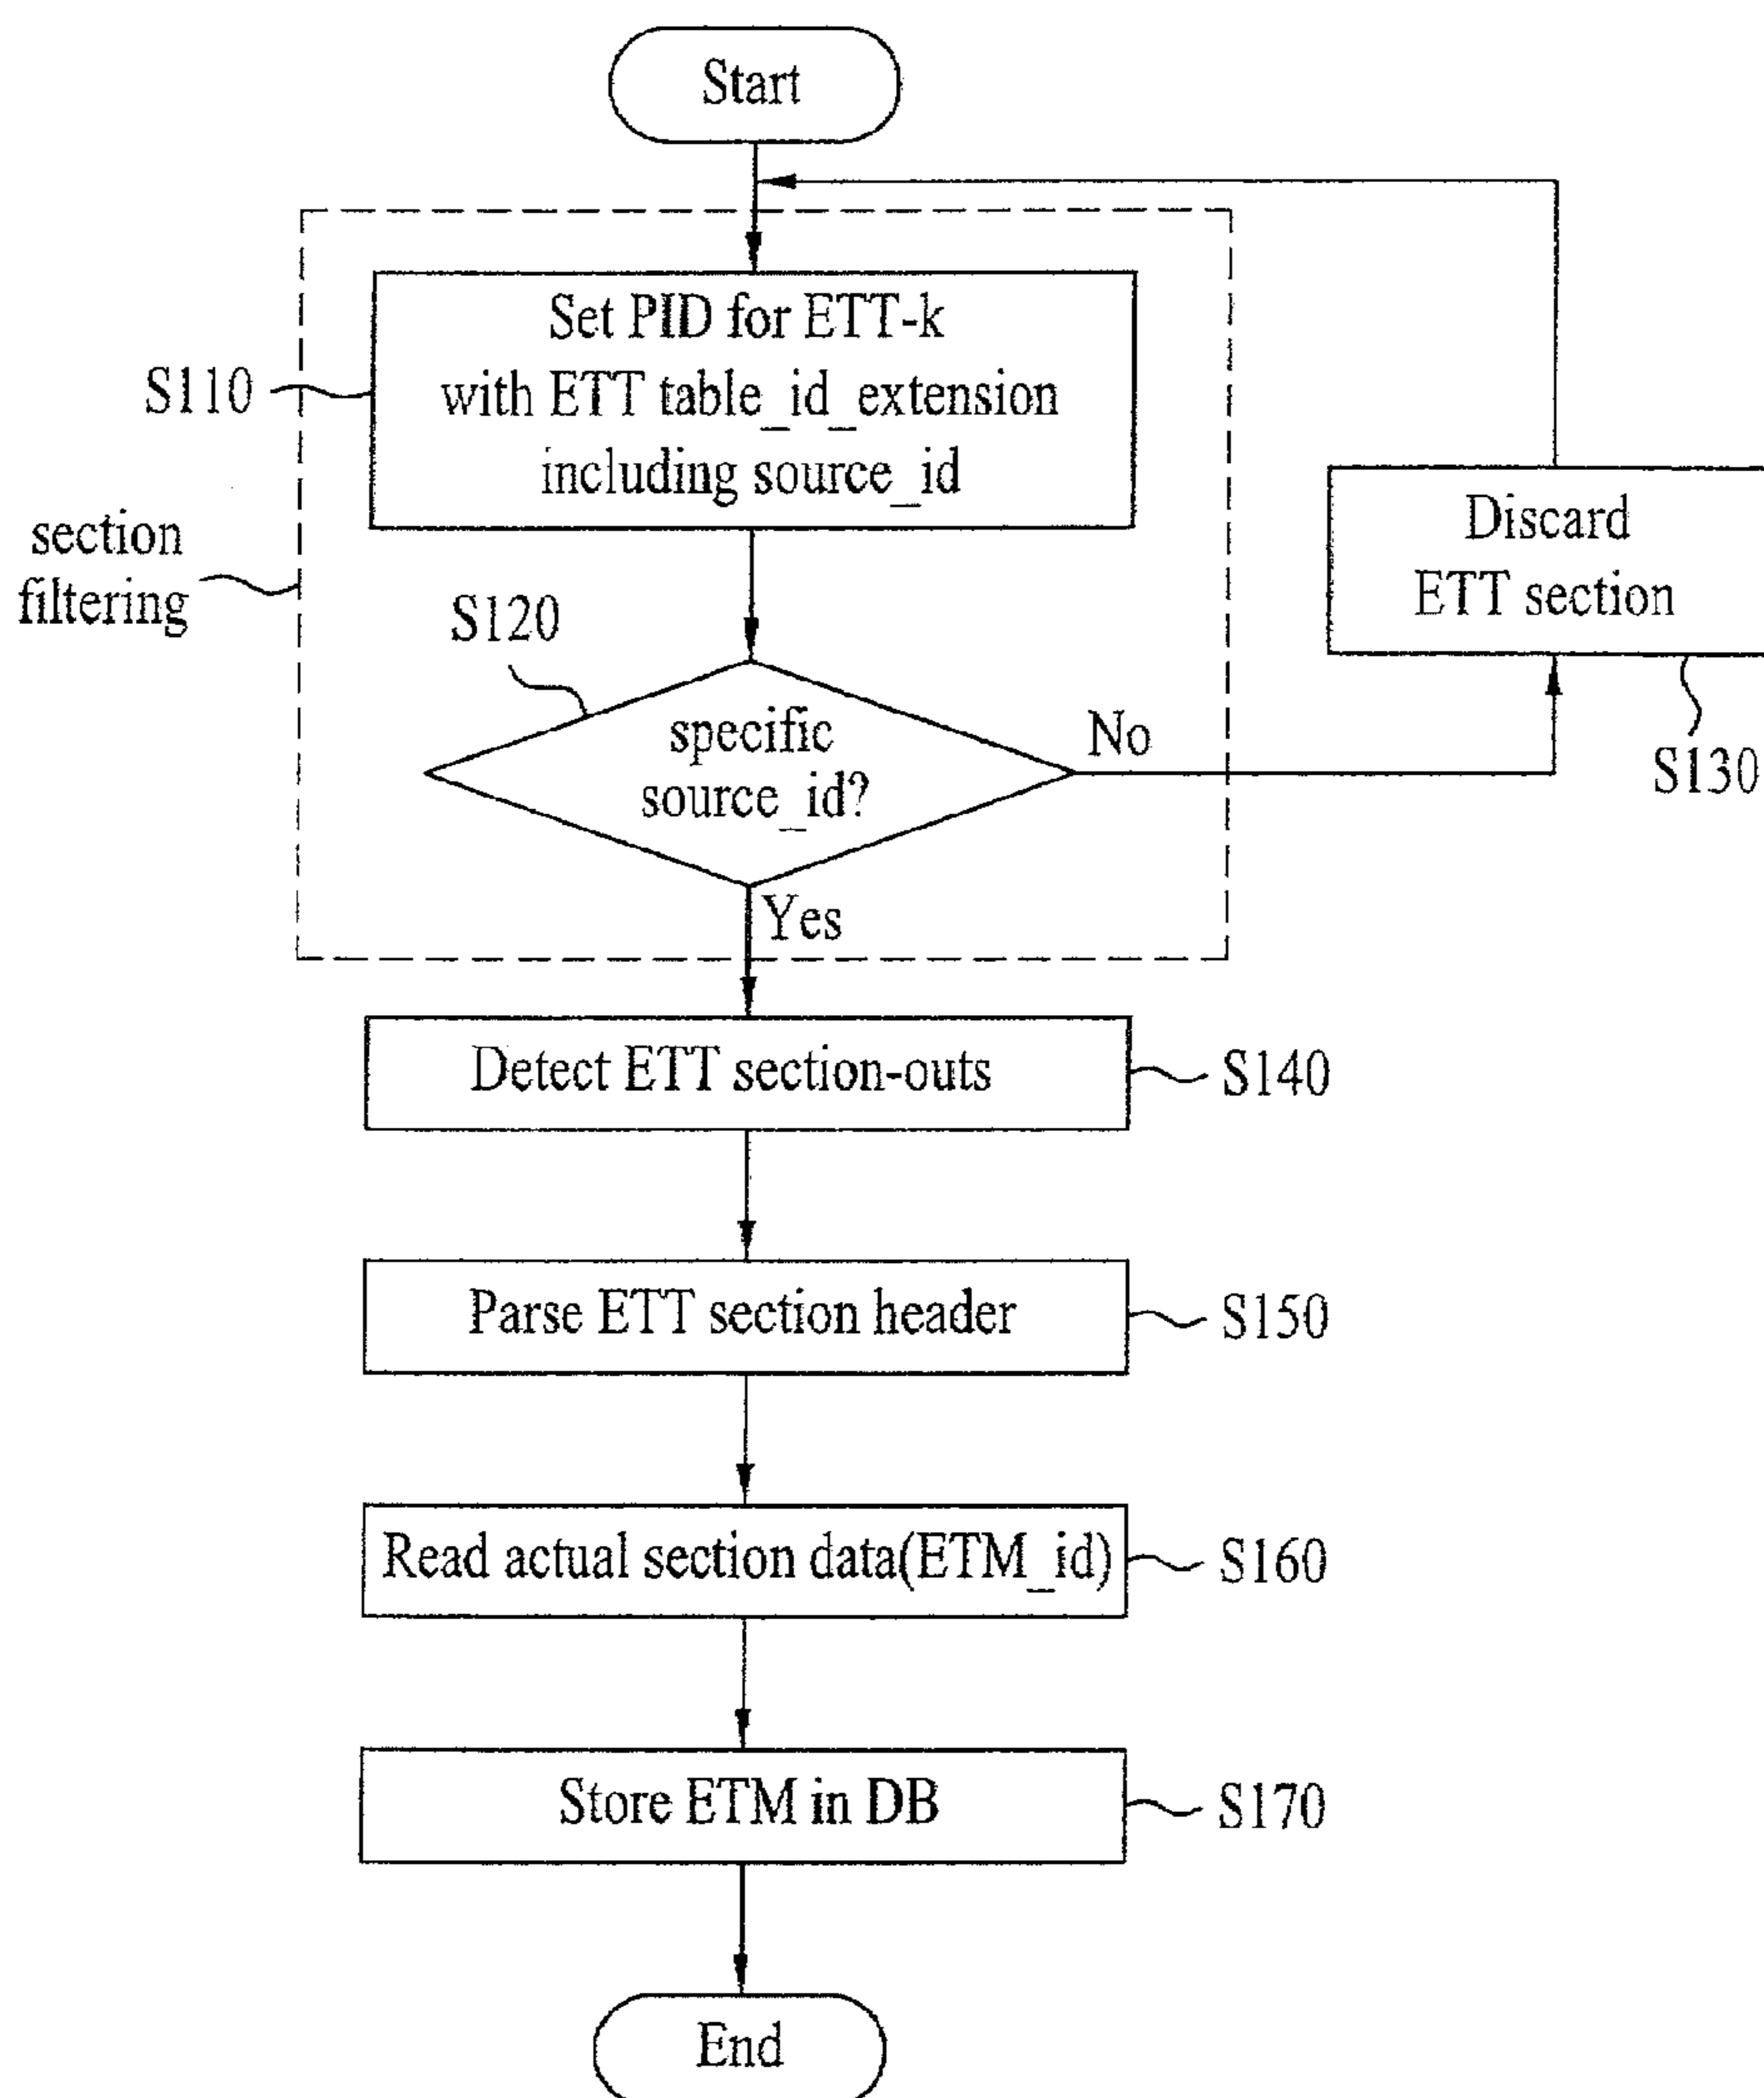 Start
Set PID for ETT-k
with ETT table_id_extension
including source_id
S110
section
filtering
Discard
ETT section
S130
S120
specific
source_id?
No
Yes
Detect ETT section-outs
S140
Parse ETT section header
S150
Read actual section data(ETM_id)
S160
Store ETM in DB
S170
End